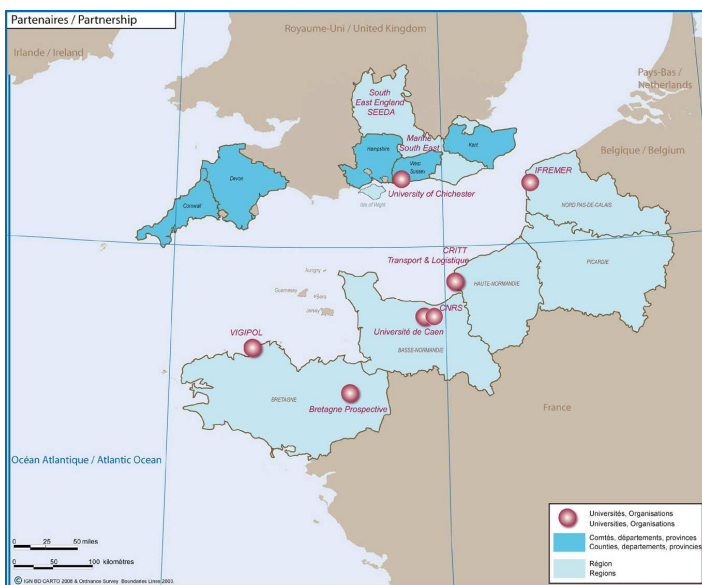 Partenaires / Partnership
Royaume-Uni / United Kingdom
Irlande / Ireland
Pays-Bas /
Netherlands
South
East England
SEEDA
Marine
South East
Hampshire
West
Sussex
Kent
Belgique / Belgium
IFREMER
Devon
Cornwall
University of Chichester
Isle of Wight
NORD PAS-DE-CALAIS
CRITT
Transport & Logistique
PICARDIE
HAUTE-NORMANDIE
Aurigny
Guernesey
Jersey
CNRS
Université de Caen
VIGIPOL
BASSE-NORMANDIE
BRETAGNE
Bretagne Prospective
France
Océan Atlantique / Atlantic Ocean
Universités, Organisations
Universities, Organisations
Comtés, départements, provinces
Counties, departements, provincies
Région
Regions
0 25 50 miles
0 50 100 kilomètres
© IGN BD CARTO 2006 & Ordnance Survey Boundaries Lines 2003